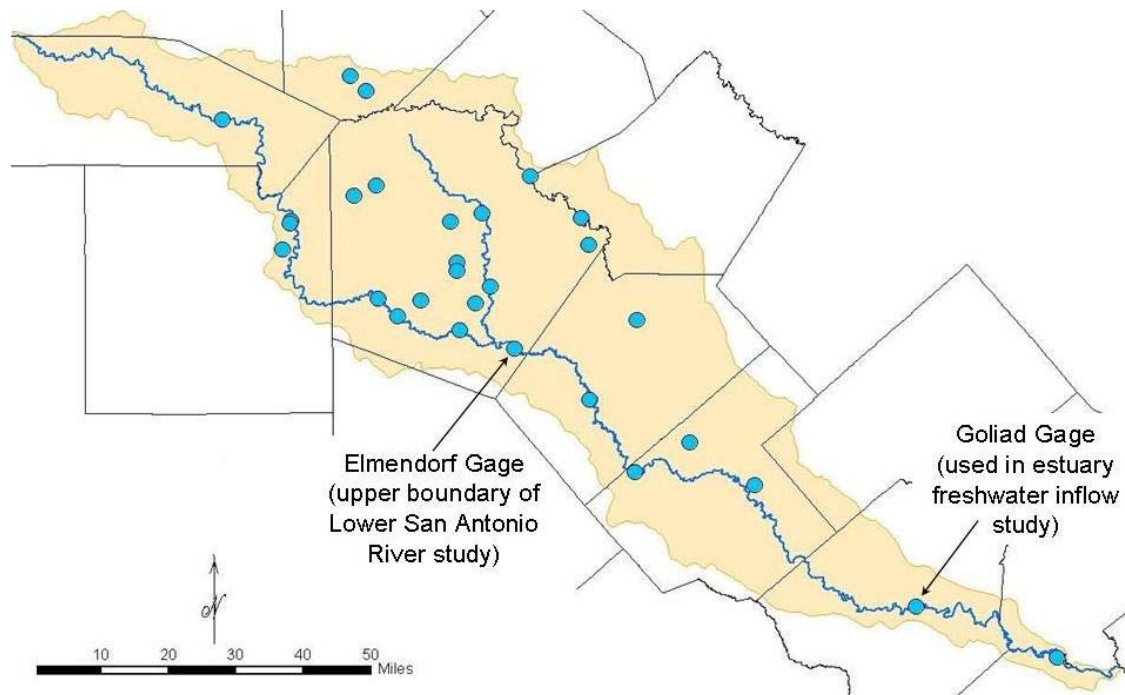 Elmendorf Gage
(upper boundary of
Lower San Antonio
River study)
Goliad Gage
(used in estuary
freshwater inflow
study)
N
10 20 30 40 50
Miles